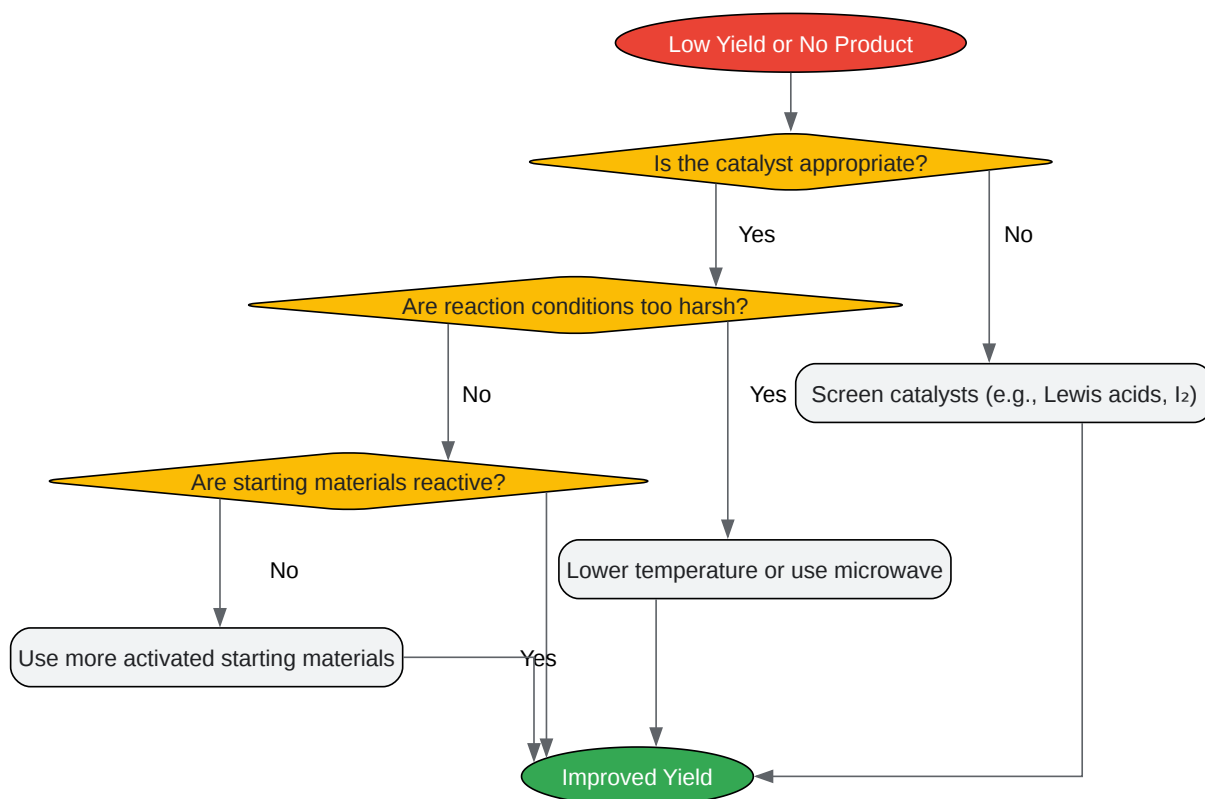 Low Yield or No Product
Is the catalyst appropriate?
Yes
No
Are reaction conditions too harsh?
No
Yes
Screen catalysts (e.g., Lewis acids, I₂)
Are starting materials reactive?
No
Lower temperature or use microwave
Use more activated starting materials
Yes
Improved Yield